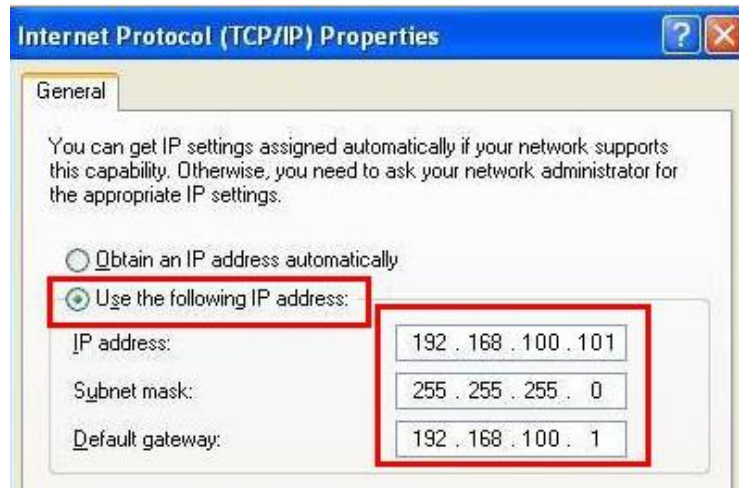 Internet Protocol (TCP/IP) Properties
General
You can get IP settings assigned automatically if your network supports
this capability. Otherwise, you need to ask your network administrator for
the appropriate IP settings.
Obtain an IP address automatically
Use the following IP address:
IP address: 192 . 168 . 100 . 101
Subnet mask: 255 . 255 . 255 . 0
Default gateway: 192 . 168 . 100 . 1